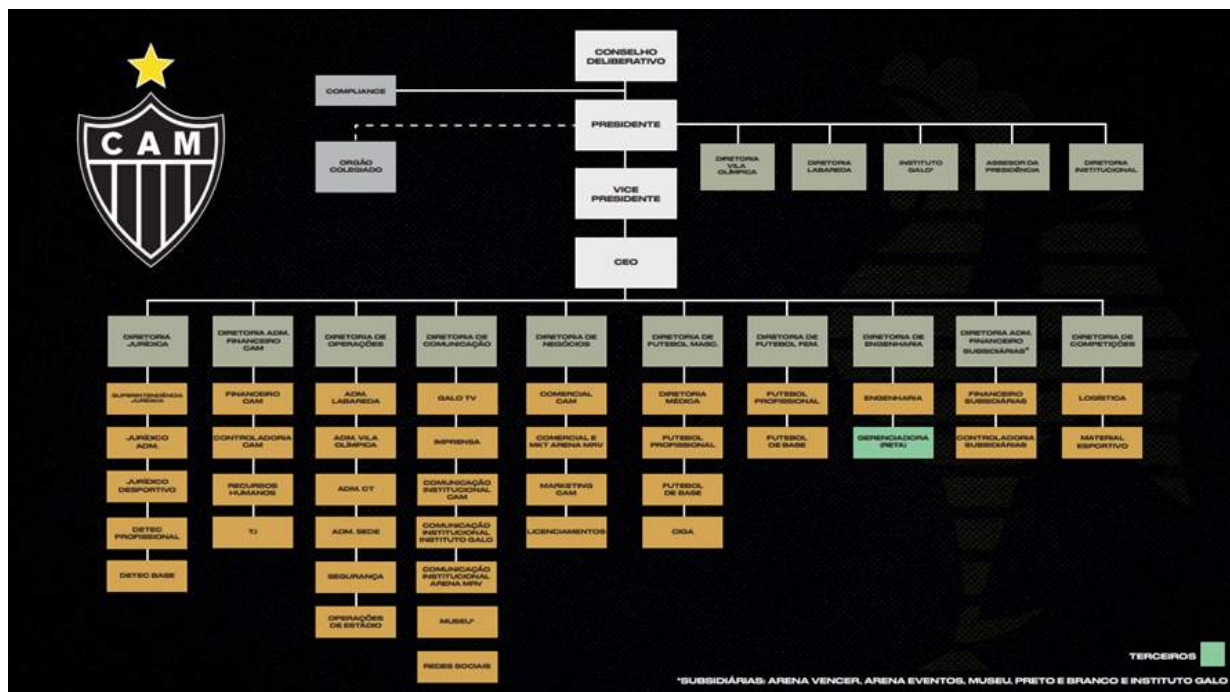 CAM
CONSELHO
DELIBERATIVO
COMPLIANCE
PRESIDENTE
ORGÃO
COLEGIADO
DIRETORIA
VILA
OLÍMPICA
DIRETORIA
LABAREDA
INSTITUTO
GALO*
ASSESSOR DA
PRESIDÊNCIA
DIRETORIA
INSTITUCIONAL
VICE
PRESIDENTE
CEO
DIRETORIA
JURÍDICA
DIRETORIA ADM.
FINANCEIRO
CAM
DIRETORIA DE
OPERAÇÕES
DIRETORIA DE
COMUNICAÇÃO
DIRETORIA DE
NEGÓCIOS
DIRETORIA DE
FUTEBOL MASC.
DIRETORIA DE
FUTEBOL FEM.
DIRETORIA DE
ENGENHARIA
DIRETORIA ADM.
FINANCEIRO
SUBSIDIÁRIAS*
DIRETORIA DE
COMPETIÇÕES
SUPERINTENDÊNCIA
JURÍDICA
JURÍDICO
ADM.
JURÍDICO
DESPORTIVO
DETEC
PROFISSIONAL
DETEC BASE
FINANCEIRO
CAM
CONTROLADORIA
CAM
RECURSOS
HUMANOS
ADM.
LABAREDA
ADM. VILA
OLÍMPICA
ADM. CT
ADM. SEDE
SEGURANÇA
OPERAÇÕES
DE ESTÁDIO
GALO TV
IMPRENSA
COMUNICAÇÃO
INSTITUCIONAL
CAM
COMUNICAÇÃO
INSTITUCIONAL
INSTITUTO GALO
COMUNICAÇÃO
INSTITUCIONAL
ARENA MRV
MUSEU*
REDES SOCIAIS
COMERCIAL
CAM
COMERCIAL E
MKT ARENA MRV
MARKETING
CAM
LICENCIAMENTOS
DIRETORIA
MÉDICA
FUTEBOL
PROFISSIONAL
FUTEBOL
DE BASE
CIGA
FUTEBOL
PROFISSIONAL
FUTEBOL
DE BASE
ENGENHARIA
GERENCIADORA
(RETA)
FINANCEIRO
SUBSIDIÁRIAS
CONTROLADORIA
SUBSIDIÁRIAS
LOGÍSTICA
MATERIAL
ESPORTIVO
TERCEIROS
*SUBSIDIÁRIAS: ARENA VENCER, ARENA EVENTOS, MUSEU, PRETO E BRANCO E INSTITUTO GALO